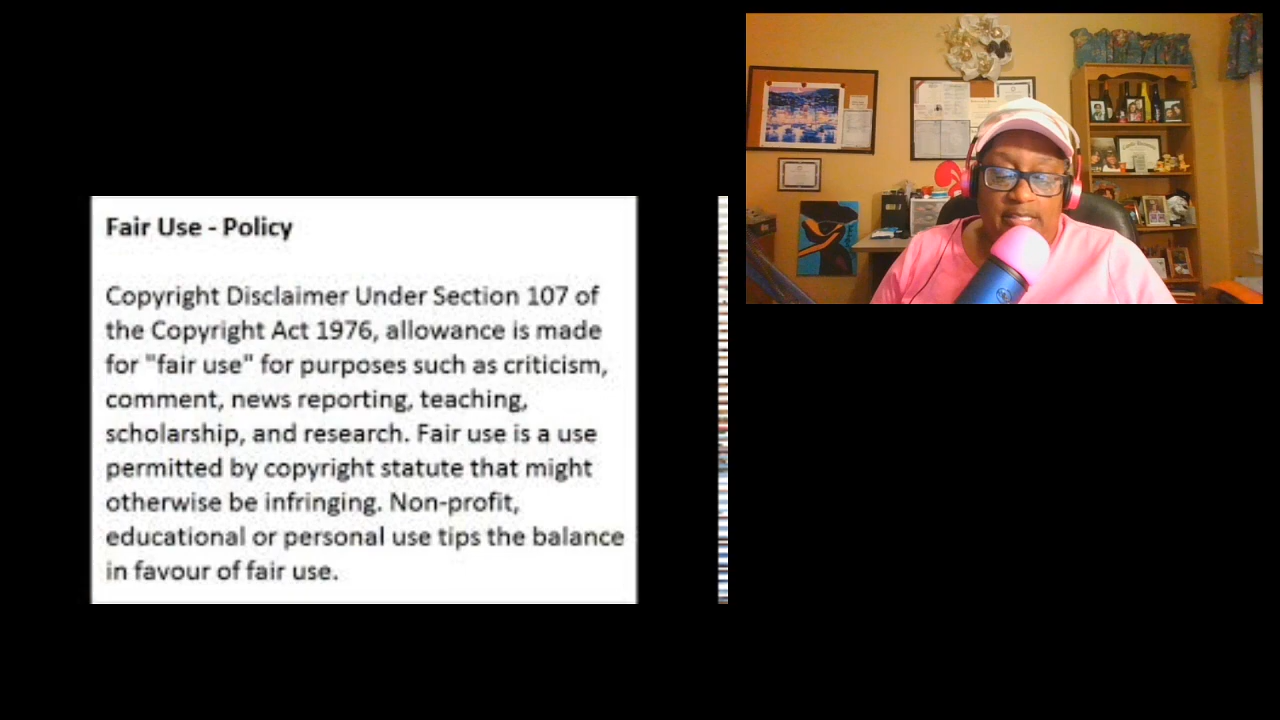 Fair Use - Policy
Copyright Disclaimer Under Section 107 of
the Copyright Act 1976, allowance is made
for "fair use" for purposes such as criticism,
comment, news reporting, teaching,
scholarship, and research. Fair use is a use
permitted by copyright statute that might
otherwise be infringing. Non-profit,
educational or personal use tips the balance
in favour of fair use.